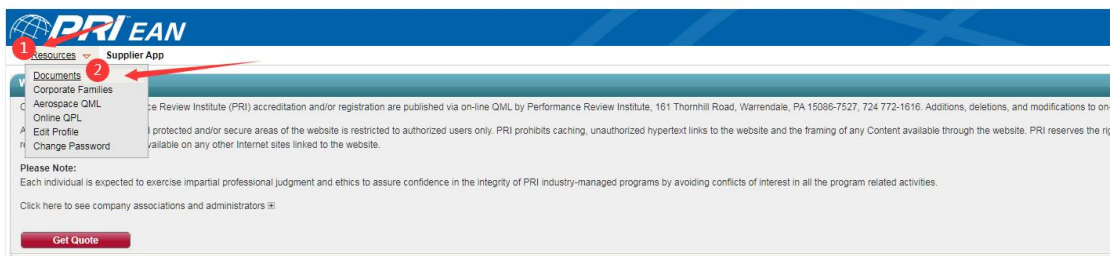 PRI EAN
1
Resources Supplier App
Documents 2
Corporate Families
Aerospace QML
Online QPL
Edit Profile
Change Password
W
ce Review Institute (PRI) accreditation and/or registration are published via on-line QML by Performance Review Institute, 161 Thornhill Road, Warrendale, PA 15086-7527, 724 772-1616. Additions, deletions, and modifications to on-
protected and/or secure areas of the website is restricted to authorized users only. PRI prohibits caching, unauthorized hypertext links to the website and the framing of any Content available through the website. PRI reserves the rig
vailable on any other Internet sites linked to the website.
Please Note:
Each individual is expected to exercise impartial professional judgment and ethics to assure confidence in the integrity of PRI industry-managed programs by avoiding conflicts of interest in all the program related activities.
Click here to see company associations and administrators
Get Quote